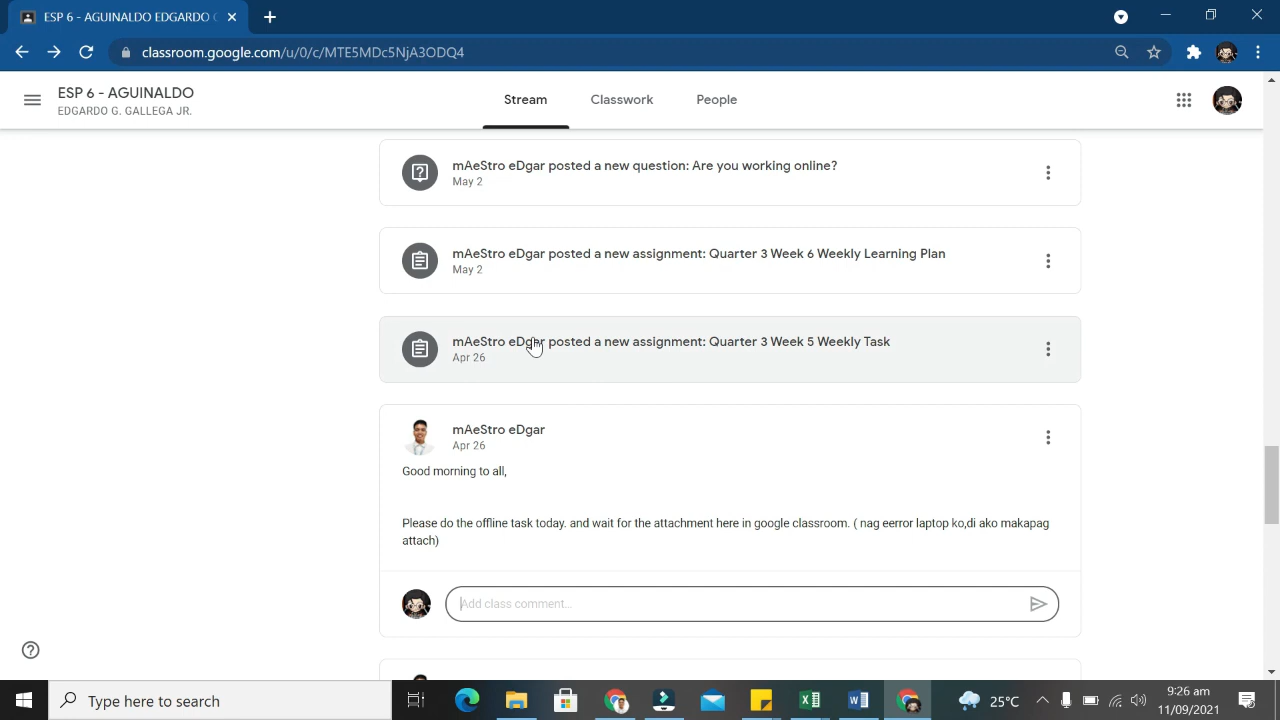 ESP 6 - AGUINALDO EDGARDO G
classroom.google.com/u/0/c/MTE5MDc5NjA3ODQ4
ESP 6 - AGUINALDO
EDGARDO G. GALLEGA JR.
Stream
Classwork
People
mAeStro eDgar posted a new question: Are you working online?
May 2
mAeStro eDgar posted a new assignment: Quarter 3 Week 6 Weekly Learning Plan
May 2
mAeStro eDgar posted a new assignment: Quarter 3 Week 5 Weekly Task
Apr 26
mAeStro eDgar
Apr 26
Good morning to all,
Please do the offline task today. and wait for the attachment here in google classroom. ( nag eerror laptop ko,di ako makapag
attach)
Add class comment...
Type here to search
25°C
9:26 am
11/09/2021